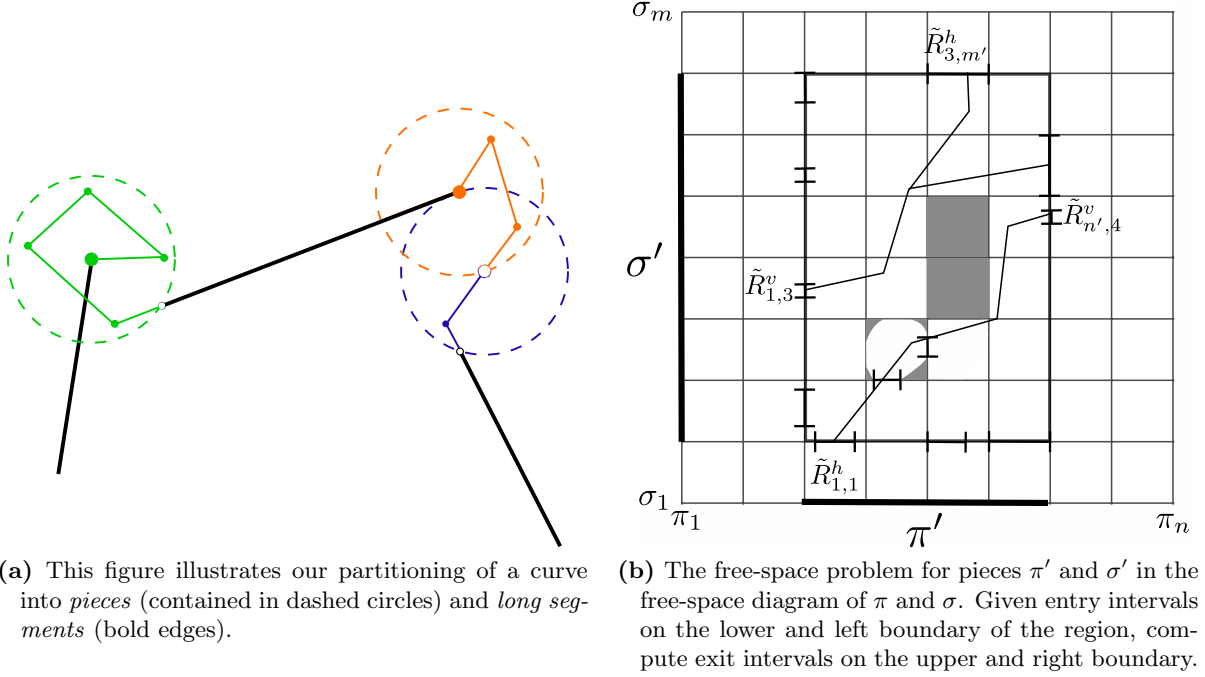 σₘ
R̃ʰ₃,ₘ′
R̃ᵛₙ′,₄
σ′
R̃ᵛ₁,₃
R̃ʰ₁,₁
σ₁
π₁
π′
πₙ
(a) This figure illustrates our partitioning of a curve
into pieces (contained in dashed circles) and long seg-
ments (bold edges).
(b) The free-space problem for pieces π′ and σ′ in the
free-space diagram of π and σ. Given entry intervals
on the lower and left boundary of the region, com-
pute exit intervals on the upper and right boundary.